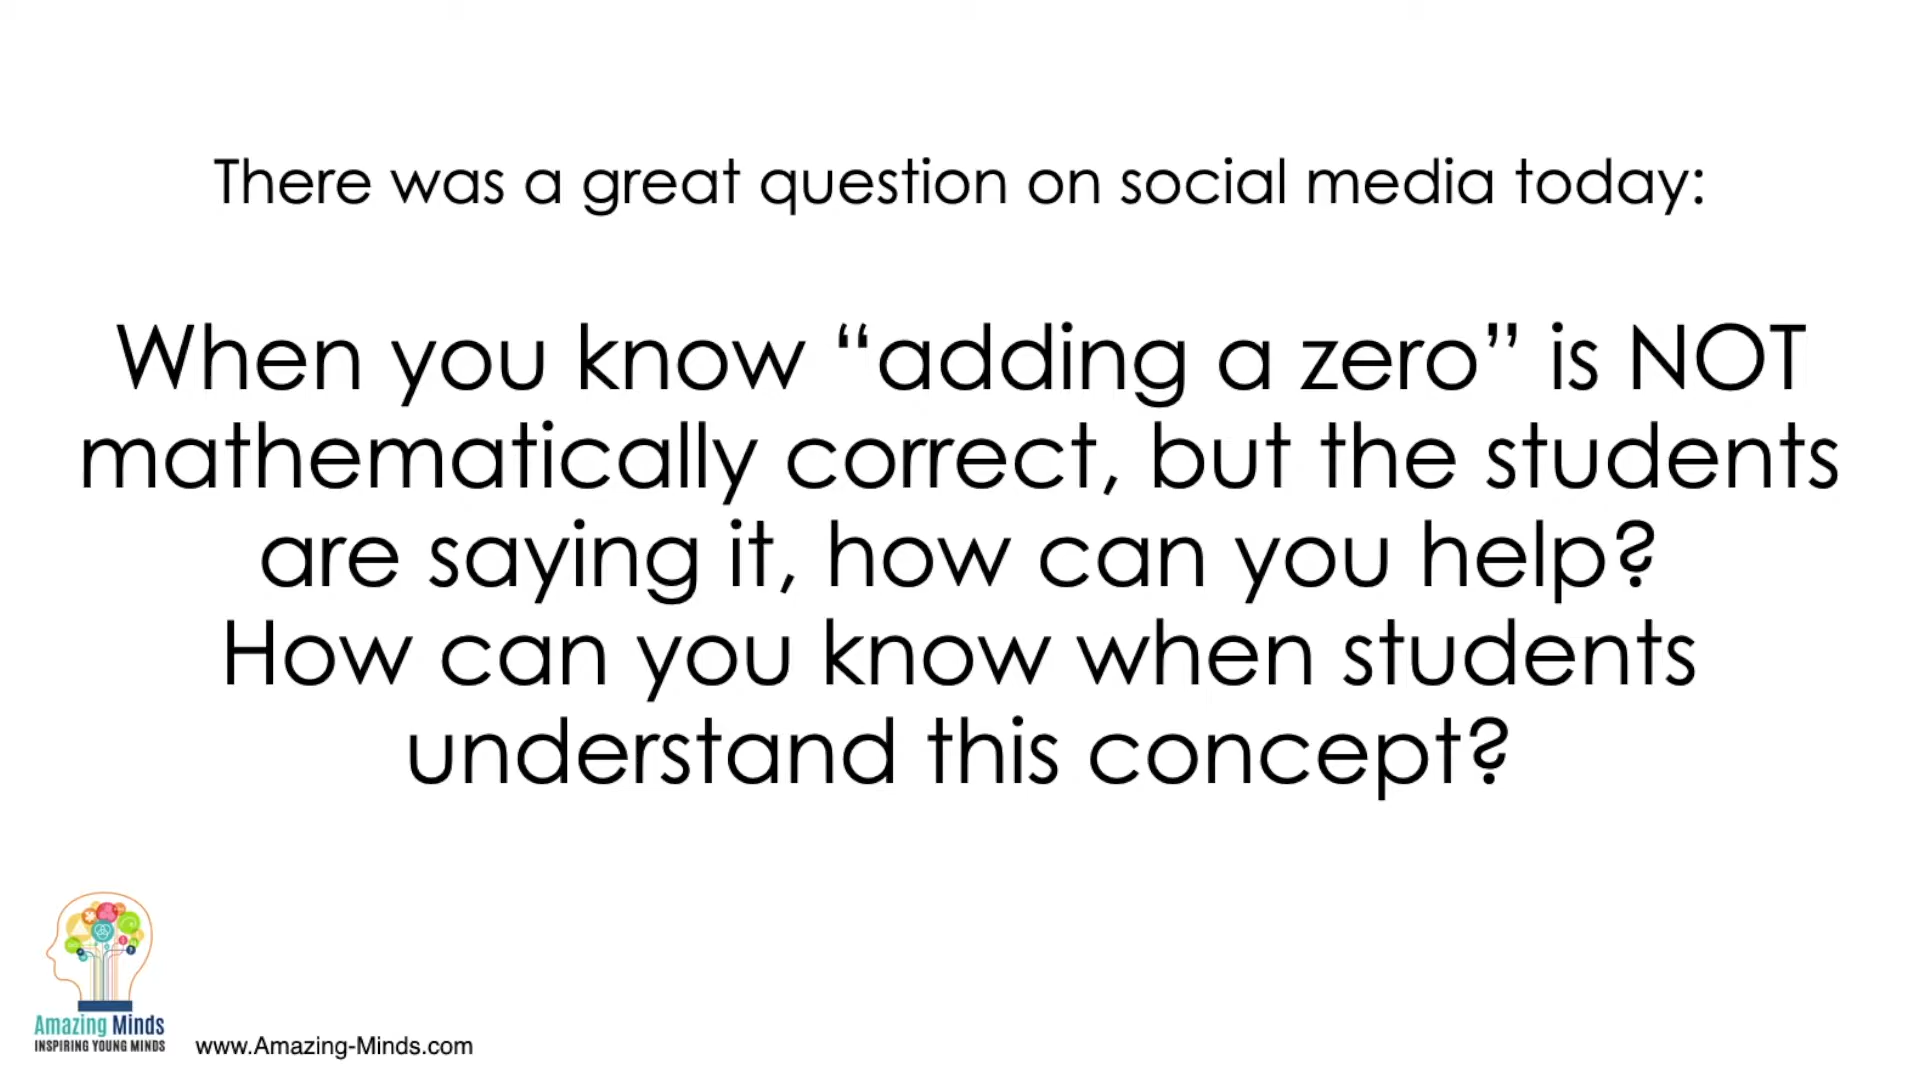 There was a great question on social media today:
When you know “adding a zero” is NOT
mathematically correct, but the students
are saying it, how can you help?
How can you know when students
understand this concept?
Amazing Minds
INSPIRING YOUNG MINDS
www.Amazing-Minds.com